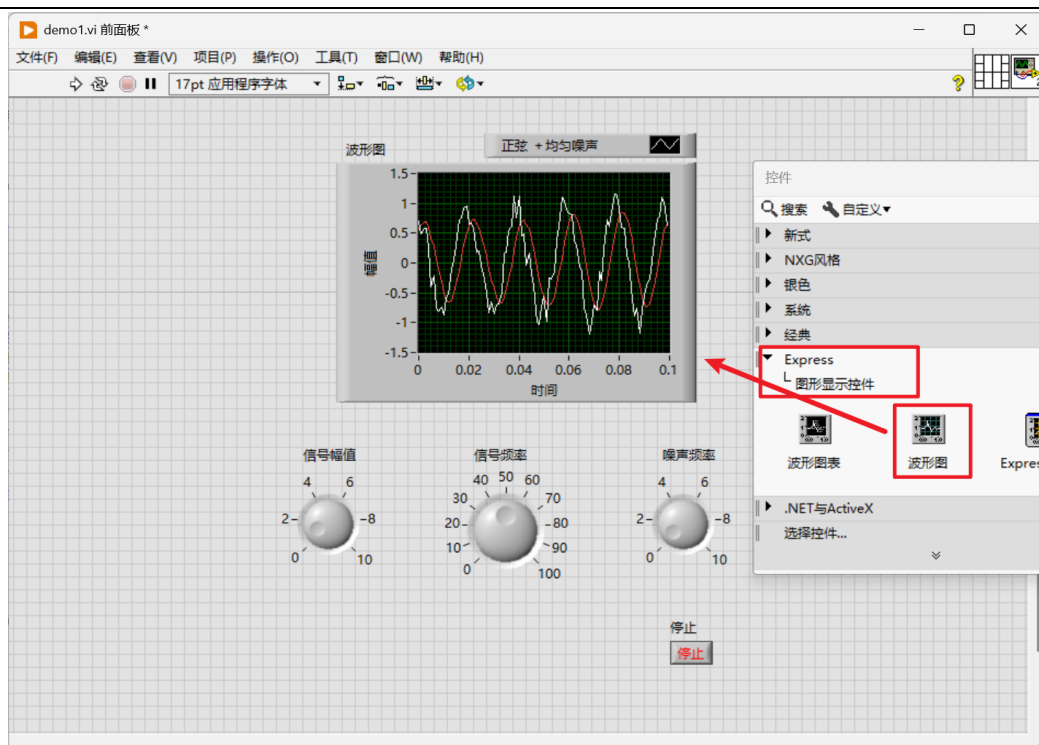 demo1.vi 前面板 *
文件(F) 编辑(E) 查看(V) 项目(P) 操作(O) 工具(T) 窗口(W) 帮助(H)
17pt 应用程序字体
?
2
波形图
正弦 + 均匀噪声
1.5
1
0.5
0
-0.5
-1
-1.5
幅值
0 0.02 0.04 0.06 0.08 0.1
时间
控件
搜索 自定义
新式
NXG风格
银色
系统
经典
Express
图形显示控件
波形图表 波形图 Expres
.NET与ActiveX
选择控件...
信号幅值
4 6
2 8
0 10
信号频率
40 50 60
30 70
20 80
10 90
0 100
噪声频率
4 6
2 8
0 10
停止
停止